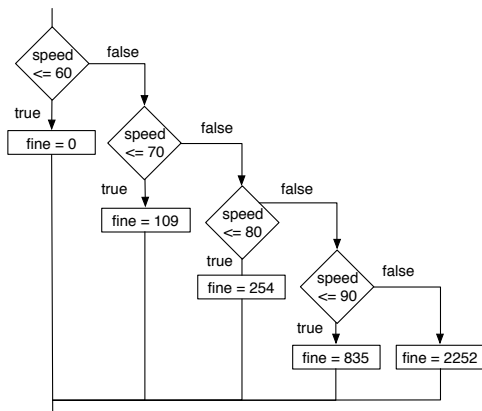 speed
<= 60
false
true
fine = 0
speed
<= 70
false
true
fine = 109
speed
<= 80
false
true
fine = 254
speed
<= 90
false
true
fine = 835
fine = 2252